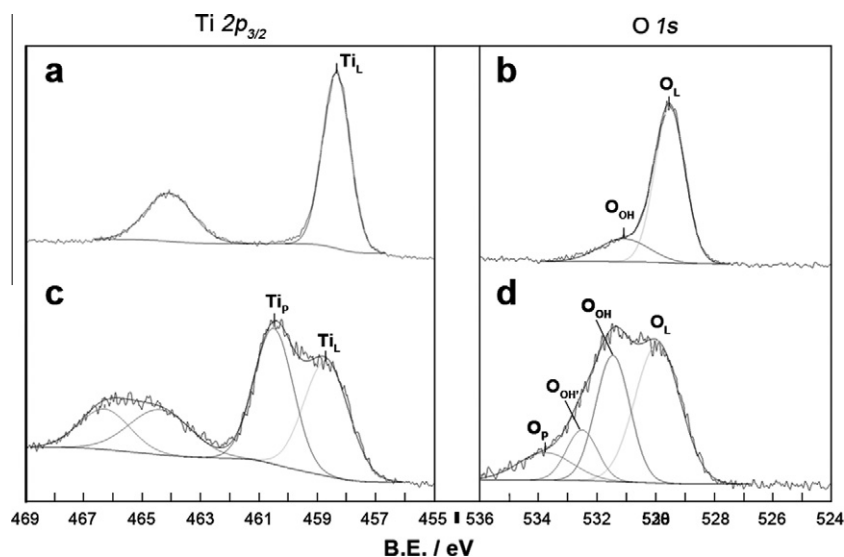 Ti 2p3/2 O 1s
a TiL b OL
OOH
c TiP TiL d OOH OL
OOH'
OP
469 467 465 463 461 459 457 455 536 534 532 530 528 526 524
B.E. / eV